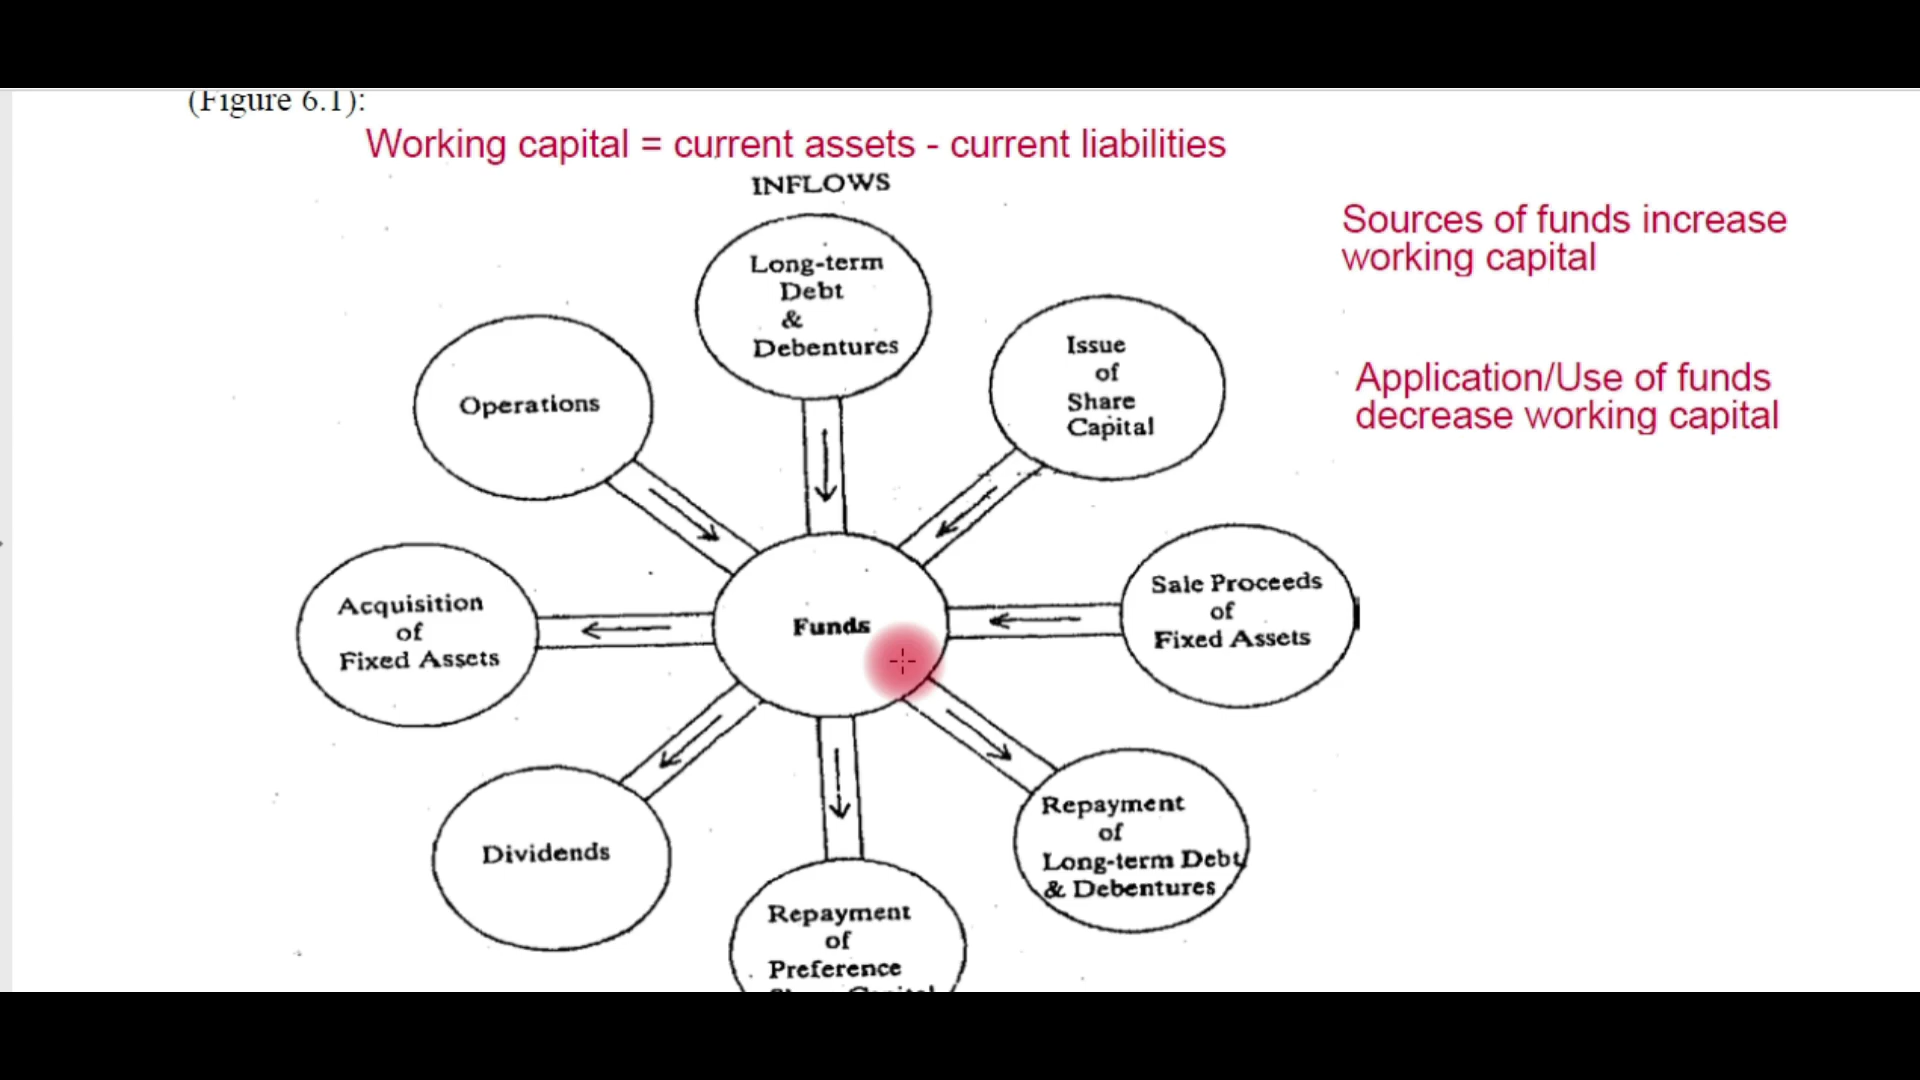 (Figure 6.1):
Working capital = current assets - current liabilities
INFLOWS
Sources of funds increase
working capital
Application/Use of funds
decrease working capital
Long-term
Debt
&
Debentures
Issue
of
Share
Capital
Operations
Sale Proceeds
of
Fixed Assets
Funds
Acquisition
of
Fixed Assets
Dividends
Repayment
of
Long-term Debt
& Debentures
Repayment
of
Preference
Share Capital